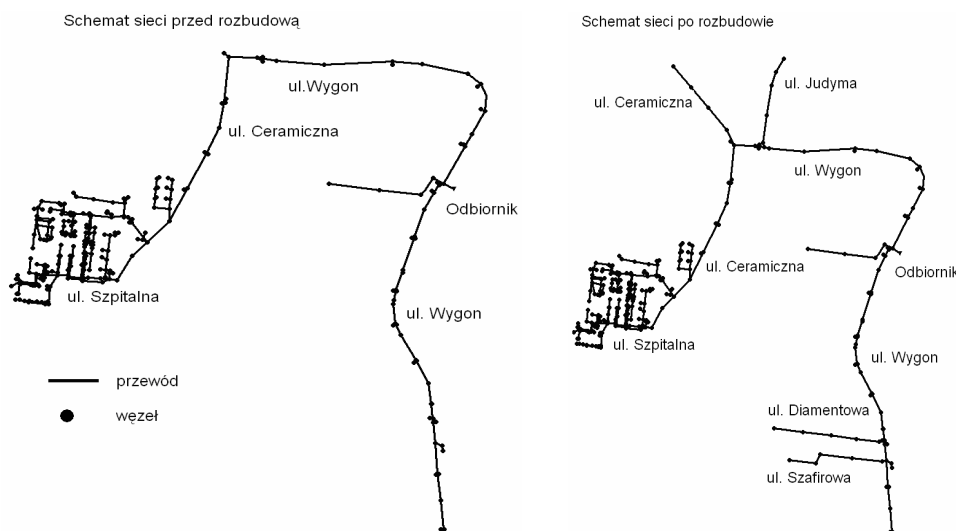 Schemat sieci przed rozbudową
ul.Wygon
ul. Ceramiczna
Odbiornik
ul. Szpitalna
ul. Wygon
przewód
węzeł
Schemat sieci po rozbudowie
ul. Judyma
ul. Ceramiczna
ul. Wygon
ul. Ceramiczna
Odbiornik
ul. Szpitalna
ul. Wygon
ul. Diamentowa
ul. Szafirowa